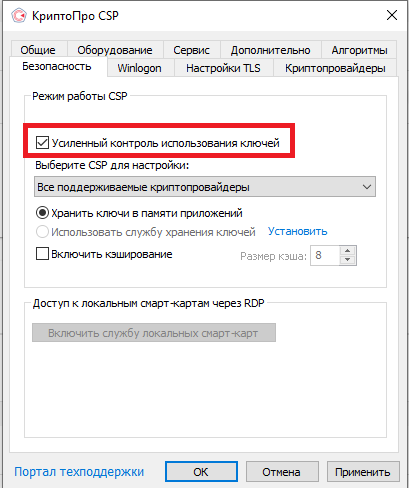 КриптоПро CSP
Общие Оборудование Сервис Дополнительно Алгоритмы
Безопасность Winlogon Настройки TLS Криптопровайдеры
Режим работы CSP
Усиленный контроль использования ключей
Выберите CSP для настройки:
Все поддерживаемые криптопровайдеры
Хранить ключи в памяти приложений
Использовать службу хранения ключей Установить
Включить кэширование Размер кэша: 8
Доступ к локальным смарт-картам через RDP
Включить службу локальных смарт-карт
Портал техподдержки ОК Отмена Применить